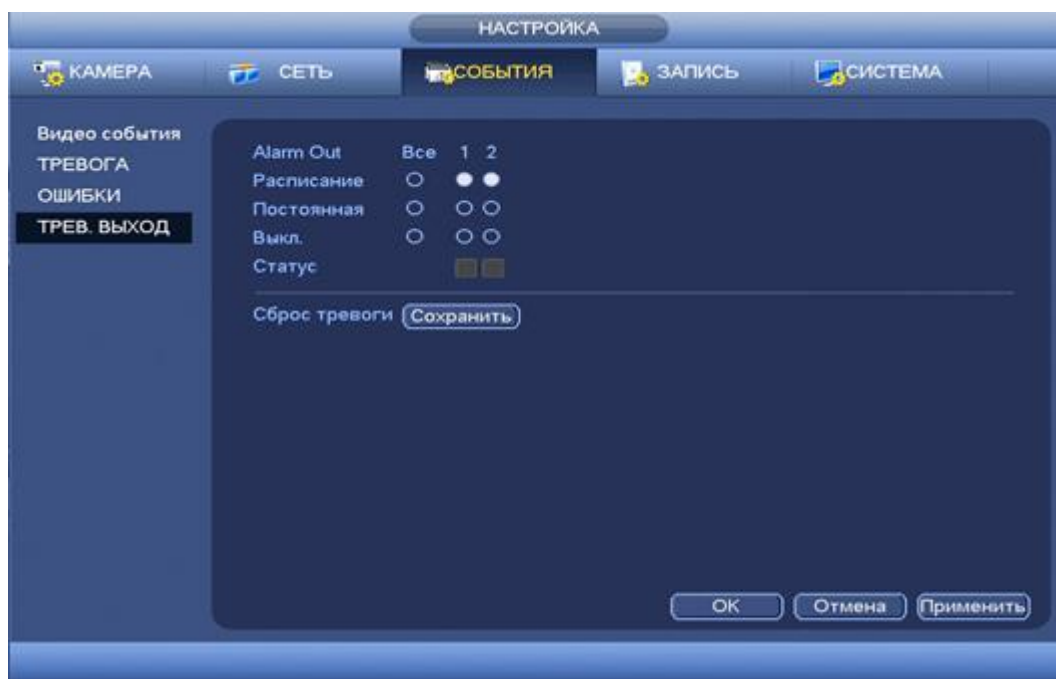 НАСТРОЙКА
КАМЕРА СЕТЬ СОБЫТИЯ ЗАПИСЬ СИСТЕМА
Видео события
ТРЕВОГА
ОШИБКИ
ТРЕВ. ВЫХОД
Alarm Out Все 1 2
Расписание
Постоянная
Выкл.
Статус
Сброс тревоги Сохранить
OK Отмена Применить